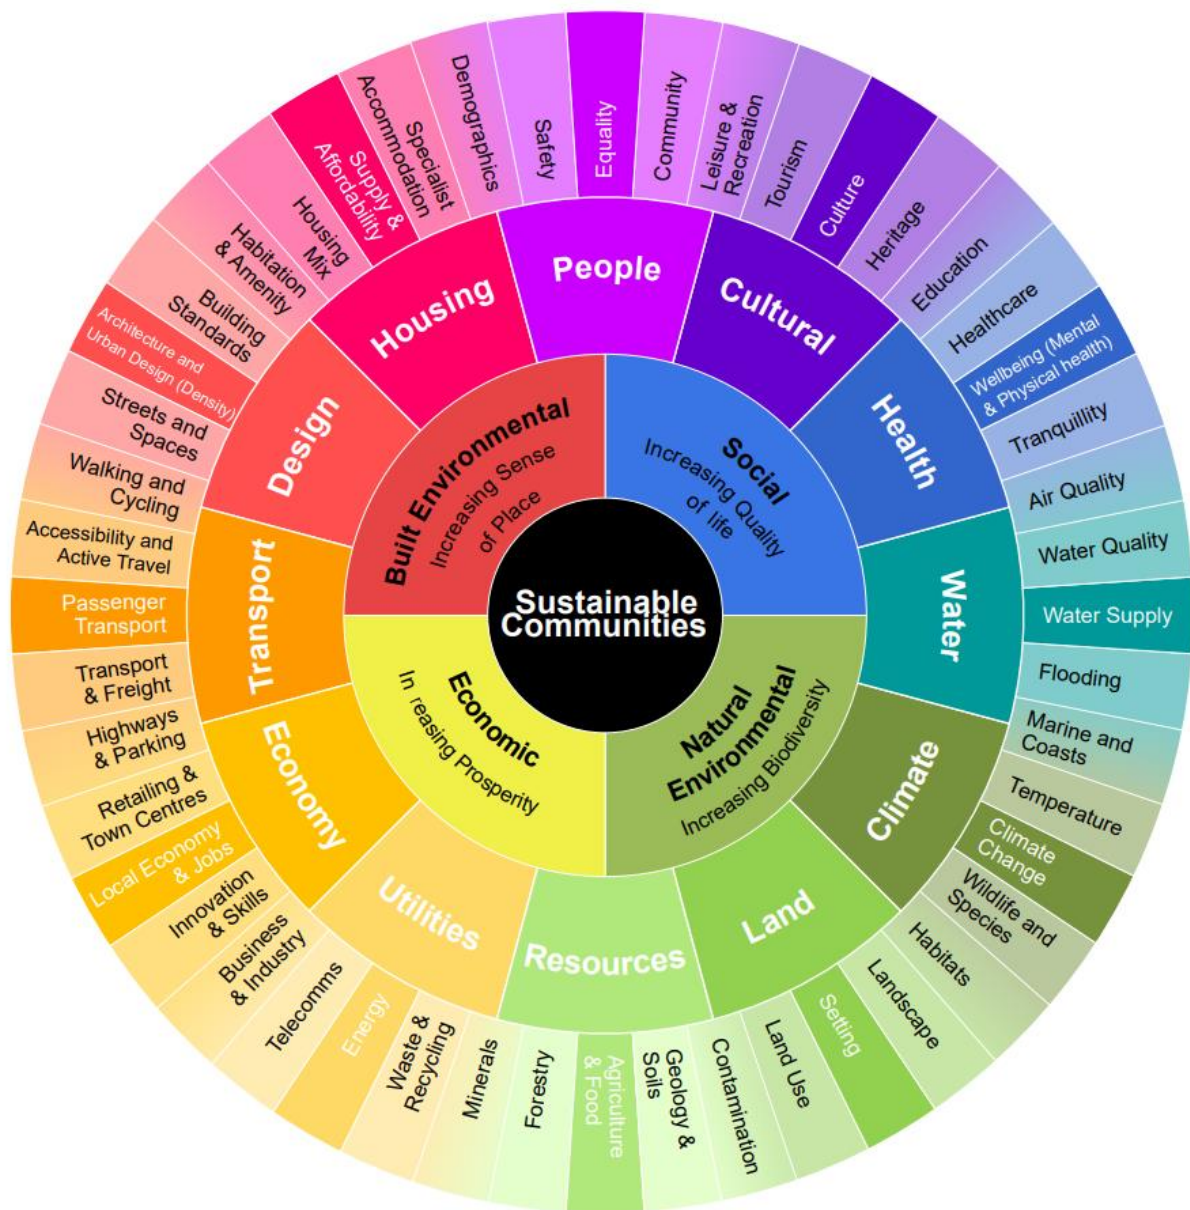 Sustainable
Communities
Built Environmental
Increasing Sense
of Place
Social
Increasing Quality
of life
Natural
Environmental
Increasing Biodiversity
Economic
In reasing Prosperity
People
Cultural
Health
Water
Climate
Land
Resources
Utilities
Economy
Transport
Design
Housing
Equality
Community
Leisure &
Recreation
Tourism
Culture
Heritage
Education
Healthcare
Wellbeing (Mental
& Physical health)
Tranquillity
Air Quality
Water Quality
Water Supply
Flooding
Marine and
Coasts
Temperature
Climate
Change
Wildlife and
Species
Habitats
Landscape
Setting
Land Use
Contamination
Geology &
Soils
Agriculture
& Food
Forestry
Minerals
Waste &
Recycling
Energy
Telecomms
Business
& Industry
Innovation
& Skills
Local Economy
& Jobs
Retailing &
Town Centres
Highways
& Parking
Transport
& Freight
Passenger
Transport
Accessibility and
Active Travel
Walking and
Cycling
Streets and
Spaces
Architecture and
Urban Design (Density)
Building
Standards
Habitation
& Amenity
Housing
Mix
Supply &
Affordability
Specialist
Accommodation
Demographics
Safety